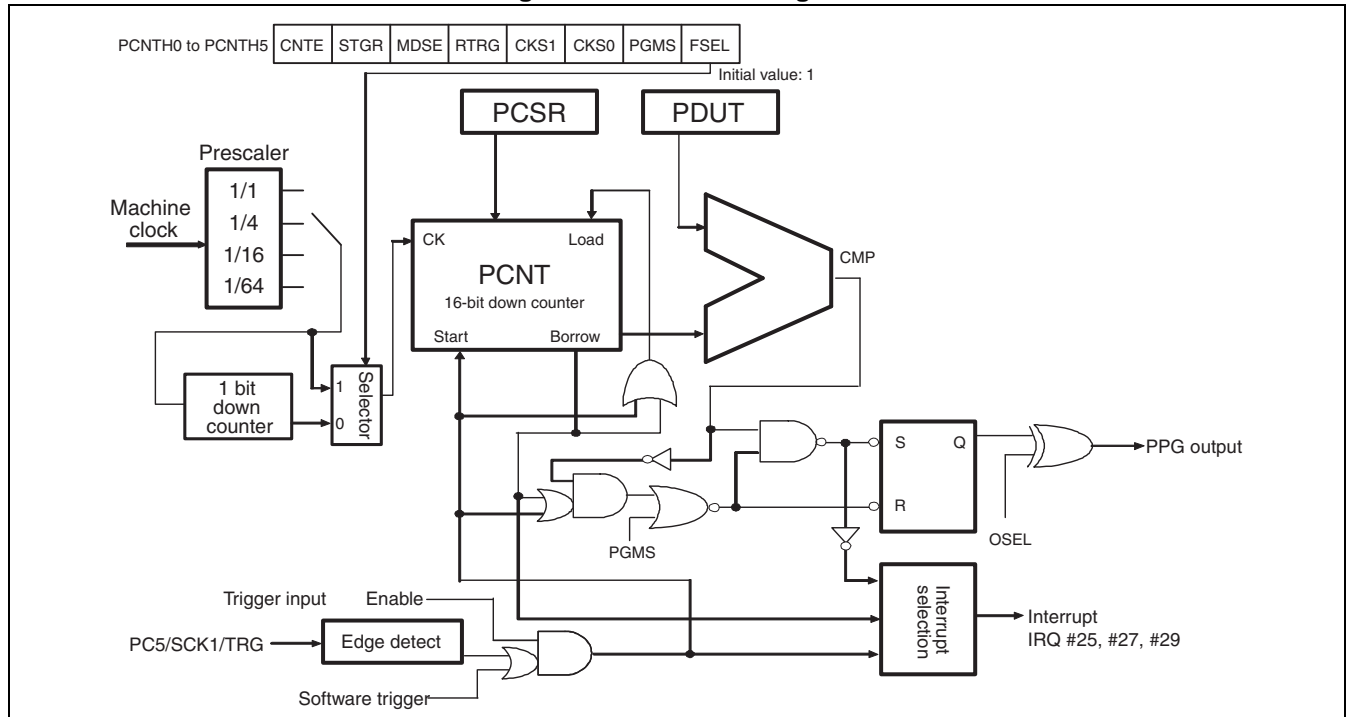 PCNTH0 to PCNTH5 CNTE STGR MDSE RTRG CKS1 CKS0 PGMS FSEL
Initial value: 1
PCSR
PDUT
Prescaler
1/1
1/4
1/16
1/64
Machine
clock
CK
Load
PCNT
16-bit down counter
Start
Borrow
CMP
1 bit
down
counter
1
0
Selector
S
Q
R
PPG output
OSEL
PGMS
Trigger input
Enable
PC5/SCK1/TRG
Edge detect
Software trigger
Interrupt
selection
Interrupt
IRQ #25, #27, #29